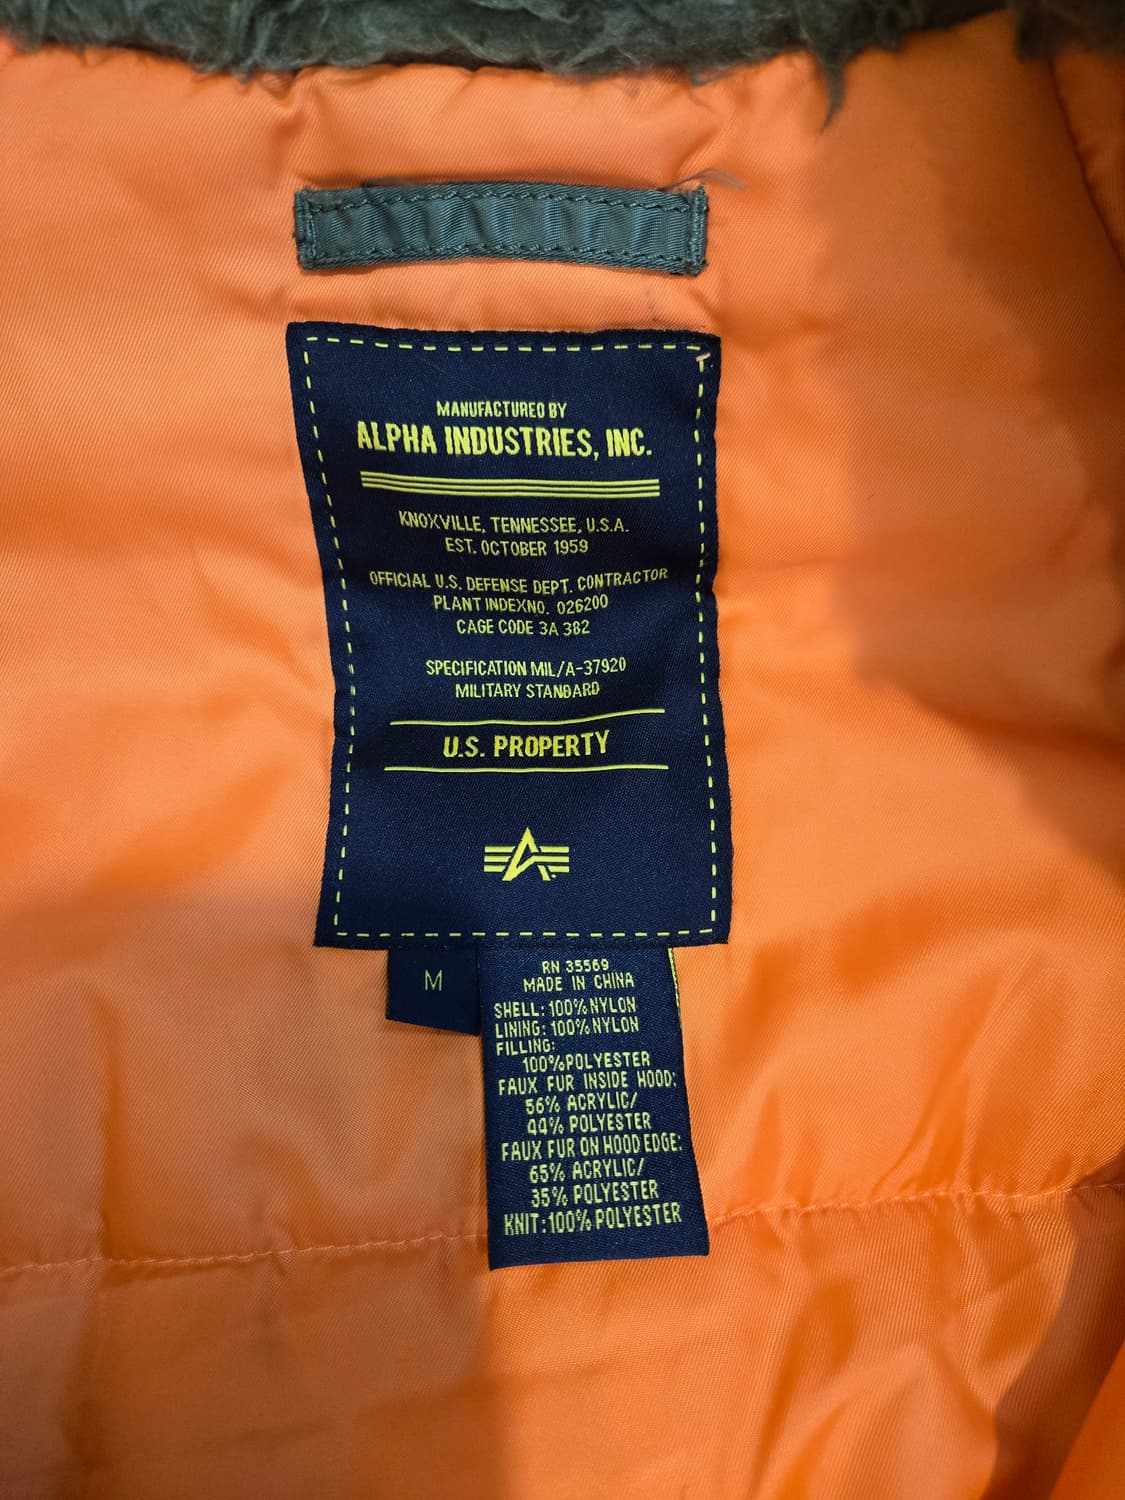 MANUFACTURED BY
ALPHA INDUSTRIES, INC.
KNOXVILLE, TENNESSEE, U.S.A.
EST. OCTOBER 1959
OFFICIAL U.S. DEFENSE DEPT. CONTRACTOR
PLANT INDEXNO. 026200
CAGE CODE 3A 382
SPECIFICATION MIL/A-37920
MILITARY STANDARD
U.S. PROPERTY
M
RN 35569
MADE IN CHINA
SHELL: 100% NYLON
LINING: 100% NYLON
FILLING:
100% POLYESTER
FAUX FUR INSIDE HOOD:
56% ACRYLIC/
44% POLYESTER
FAUX FUR ON HOOD EDGE:
65% ACRYLIC/
35% POLYESTER
KNIT: 100% POLYESTER